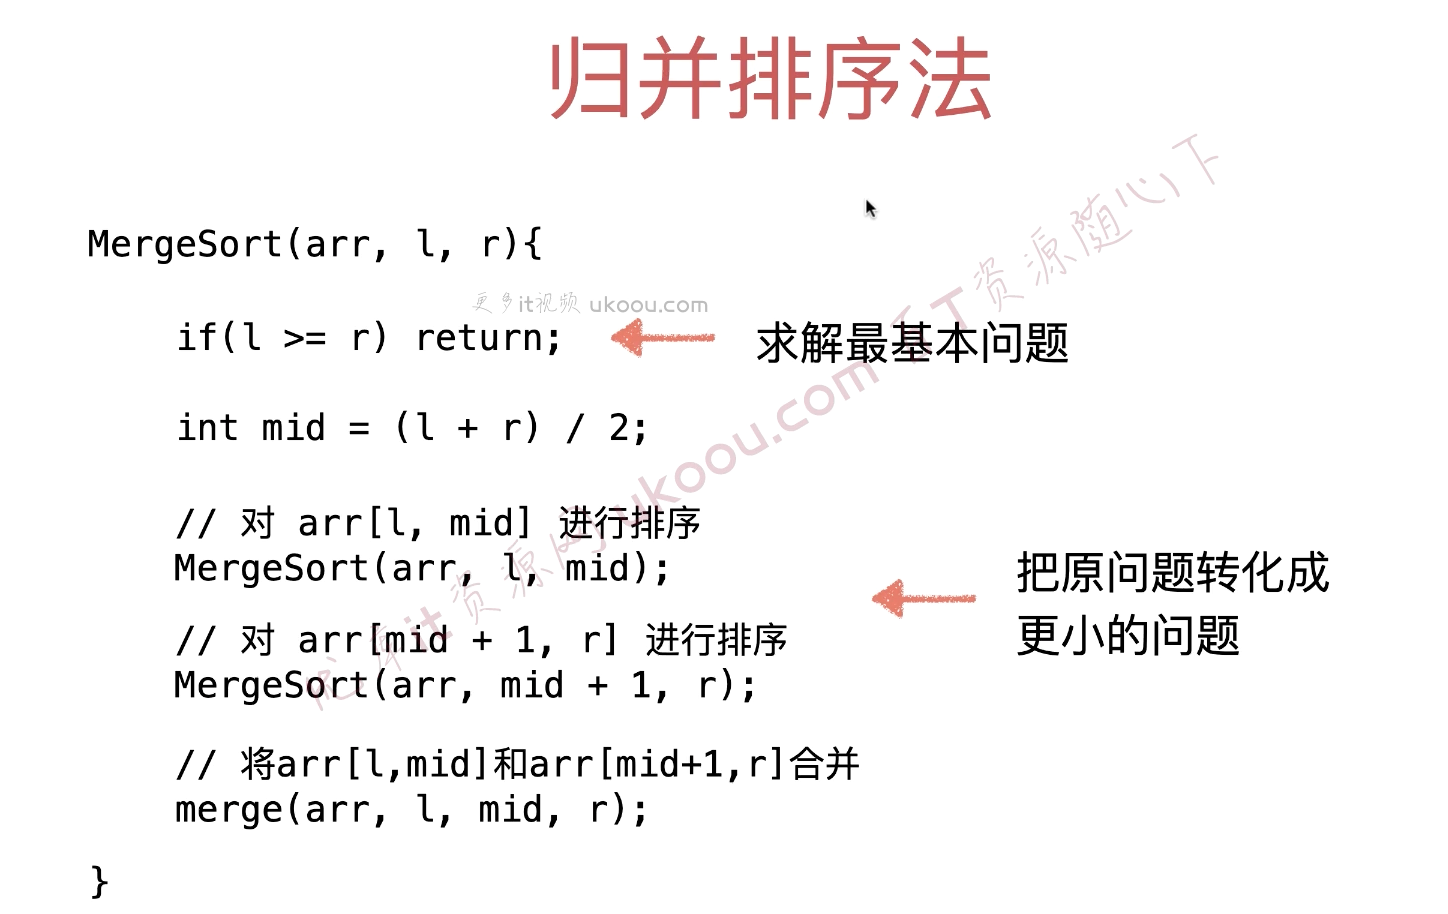 归并排序法
MergeSort(arr, l, r){
更多it视频 ukoou.com
if(l >= r) return;
求解最基本问题
int mid = (l + r) / 2;
// 对 arr[l, mid] 进行排序
MergeSort(arr, l, mid);
把原问题转化成
更小的问题
// 对 arr[mid + 1, r] 进行排序
MergeSort(arr, mid + 1, r);
// 将arr[l,mid]和arr[mid+1,r]合并
merge(arr, l, mid, r);
}
优库it资源网 ukoou.com IT资源随心下